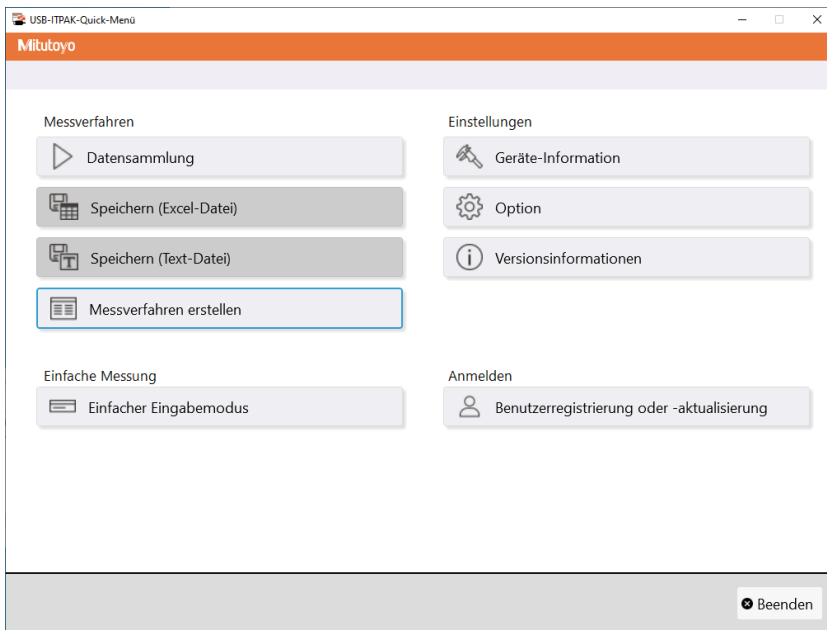 USB-ITPAK-Quick-Menü
Mitutoyo
Messverfahren
Datensammlung
Speichern (Excel-Datei)
Speichern (Text-Datei)
Messverfahren erstellen
Einfache Messung
Einfacher Eingabemodus
Einstellungen
Geräte-Information
Option
Versionsinformationen
Anmelden
Benutzerregistrierung oder -aktualisierung
Beenden